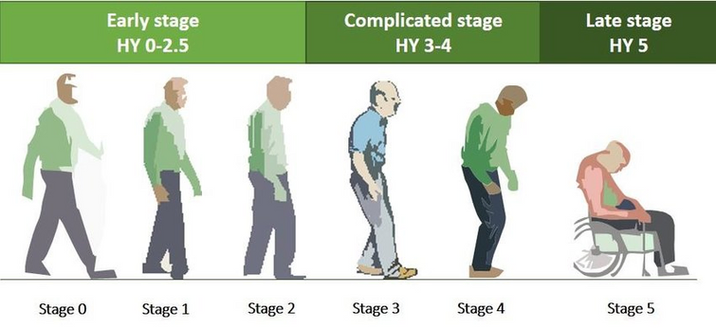 Early stage
HY 0-2.5
Complicated stage
HY 3-4
Late stage
HY 5
Stage 0
Stage 1
Stage 2
Stage 3
Stage 4
Stage 5